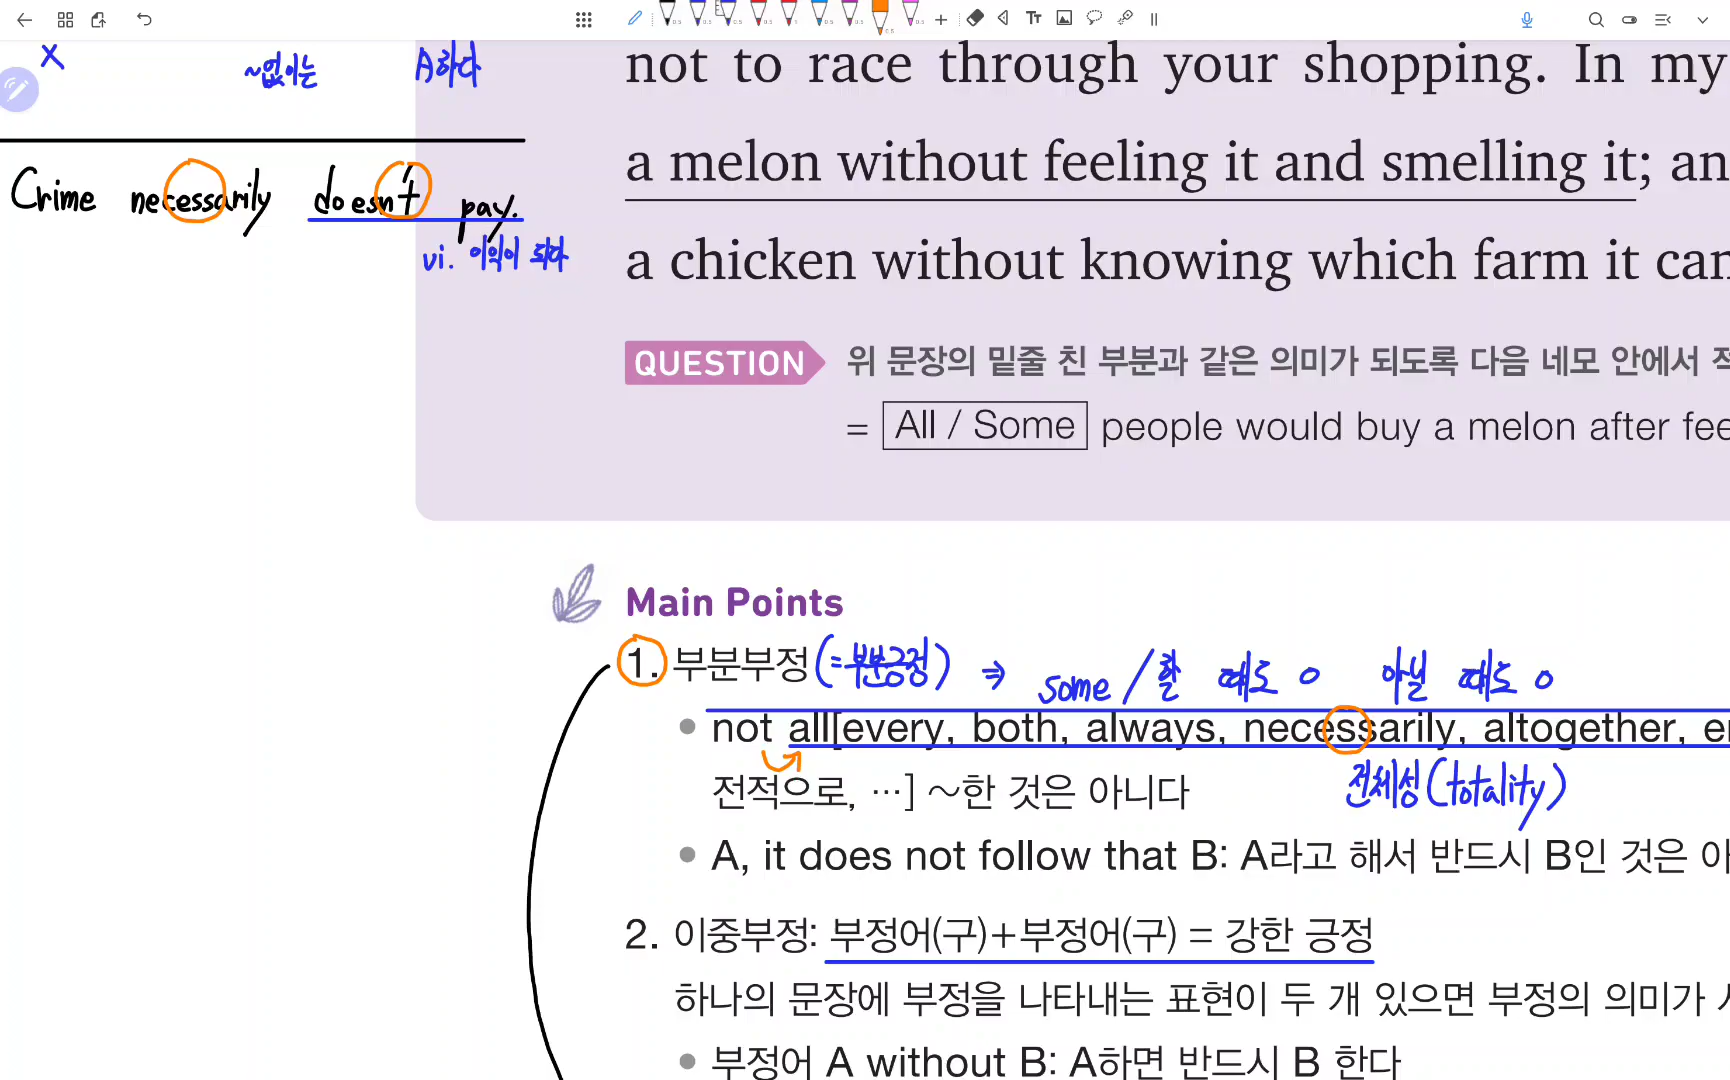 x ~없이는 A하다
not to race through your shopping. In my
a melon without feeling it and smelling it; an
Crime necessarily doesn't pay.
vi. 이익이 되다
a chicken without knowing which farm it can
QUESTION 위 문장의 밑줄 친 부분과 같은 의미가 되도록 다음 네모 안에서 적
= All / Some people would buy a melon after fee
Main Points
1. 부분부정 (=부분긍정) ⇒ some / 할 때도 o 아닐 때도 o
• not all[every, both, always, necessarily, altogether, en
전적으로, …] ~한 것은 아니다
전체성(totality)
• A, it does not follow that B: A라고 해서 반드시 B인 것은 아
2. 이중부정: 부정어(구)+부정어(구) = 강한 긍정
하나의 문장에 부정을 나타내는 표현이 두 개 있으면 부정의 의미가 시
• 부정어 A without B: A하면 반드시 B 한다